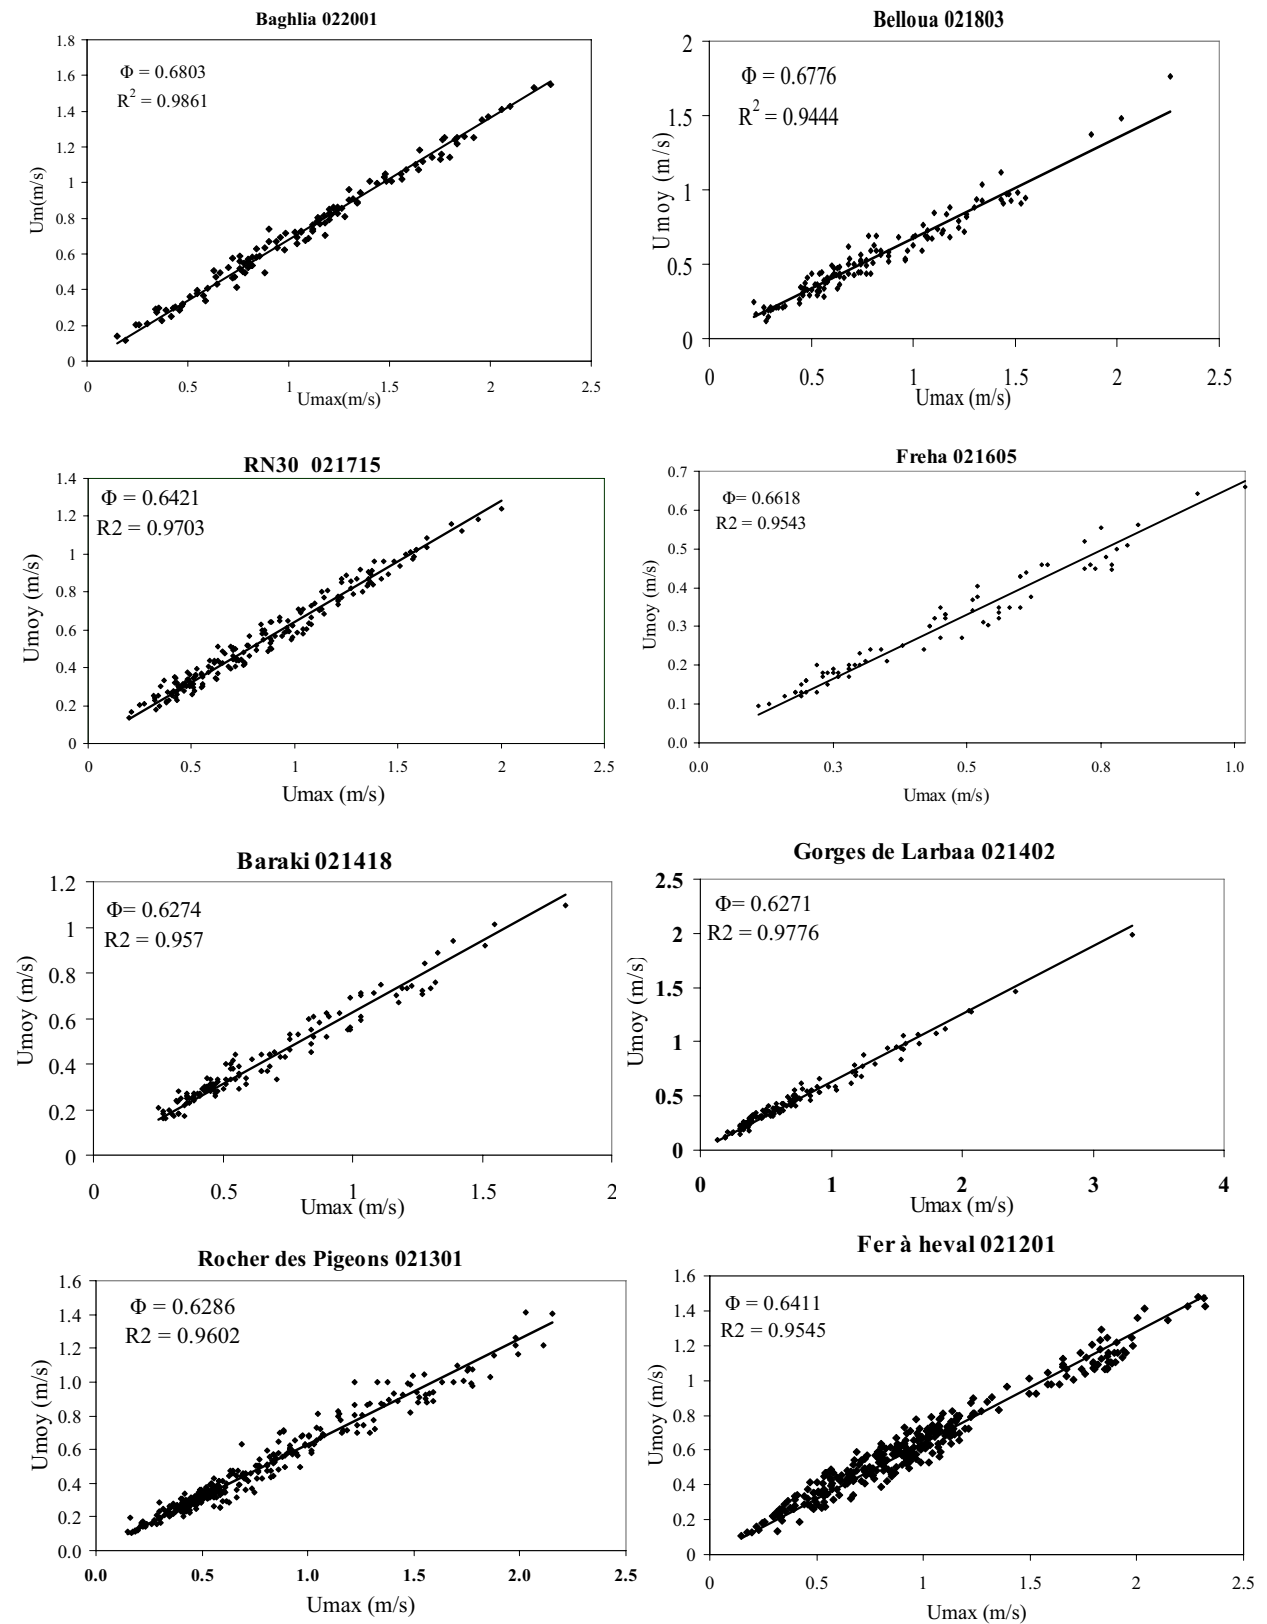 Baghlia 022001
Φ = 0.6803
R2 = 0.9861
Um(m/s)
1.8
1.6
1.4
1.2
1
0.8
0.6
0.4
0.2
0
0 0.5 1 1.5 2 2.5
Umax(m/s)
Belloua 021803
Φ = 0.6776
R2 = 0.9444
Umoy (m/s)
2
1.5
1
0.5
0
0 0.5 1 1.5 2 2.5
Umax (m/s)
RN30 021715
Φ = 0.6421
R2 = 0.9703
Umoy (m/s)
1.4
1.2
1
0.8
0.6
0.4
0.2
0
0 0.5 1 1.5 2 2.5
Umax (m/s)
Freha 021605
Φ= 0.6618
R2 = 0.9543
Umoy (m/s)
0.7
0.6
0.5
0.4
0.3
0.2
0.1
0.0
0.0 0.3 0.5 0.8 1.0
Umax (m/s)
Baraki 021418
Φ= 0.6274
R2 = 0.957
Umoy (m/s)
1.2
1
0.8
0.6
0.4
0.2
0
0 0.5 1 1.5 2
Umax (m/s)
Gorges de Larbaa 021402
Φ= 0.6271
R2 = 0.9776
Umoy (m/s)
2.5
2
1.5
1
0.5
0
0 1 2 3 4
Umax (m/s)
Rocher des Pigeons 021301
Φ = 0.6286
R2 = 0.9602
Umoy (m/s)
1.6
1.4
1.2
1.0
0.8
0.6
0.4
0.2
0.0
0.0 0.5 1.0 1.5 2.0 2.5
Umax (m/s)
Fer à heval 021201
Φ = 0.6411
R2 = 0.9545
Umoy (m/s)
1.6
1.4
1.2
1
0.8
0.6
0.4
0.2
0
0 0.5 1 1.5 2 2.5
Umax (m/s)